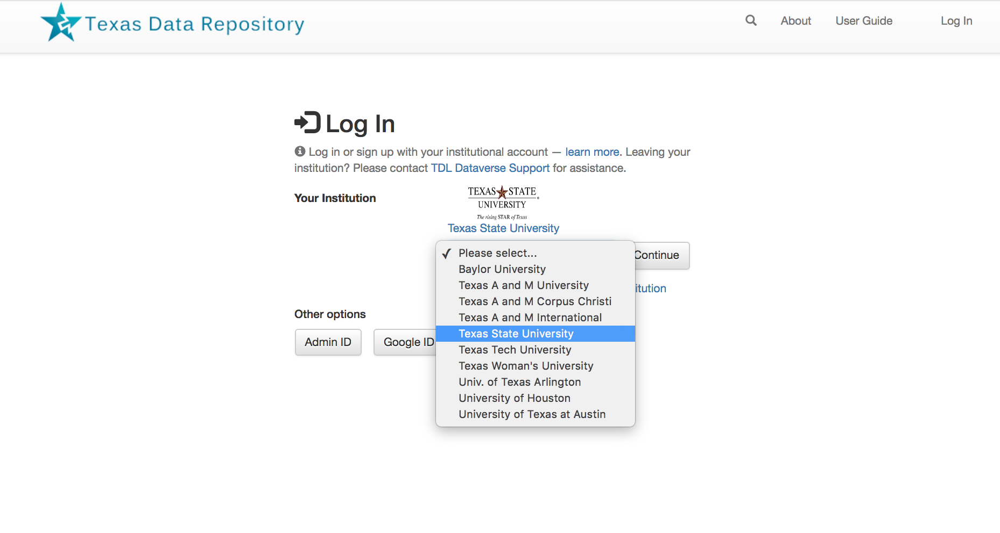 Texas Data Repository
About
User Guide
Log In
Log In
Log in or sign up with your institutional account — learn more. Leaving your
institution? Please contact TDL Dataverse Support for assistance.
Your Institution
TEXAS STATE
UNIVERSITY
®
The rising STAR of Texas
Texas State University
✓ Please select...
Continue
Baylor University
Texas A and M University
itution
Texas A and M Corpus Christi
Texas A and M International
Other options
Texas State University
Admin ID
Google ID
Texas Tech University
Texas Woman's University
Univ. of Texas Arlington
University of Houston
University of Texas at Austin